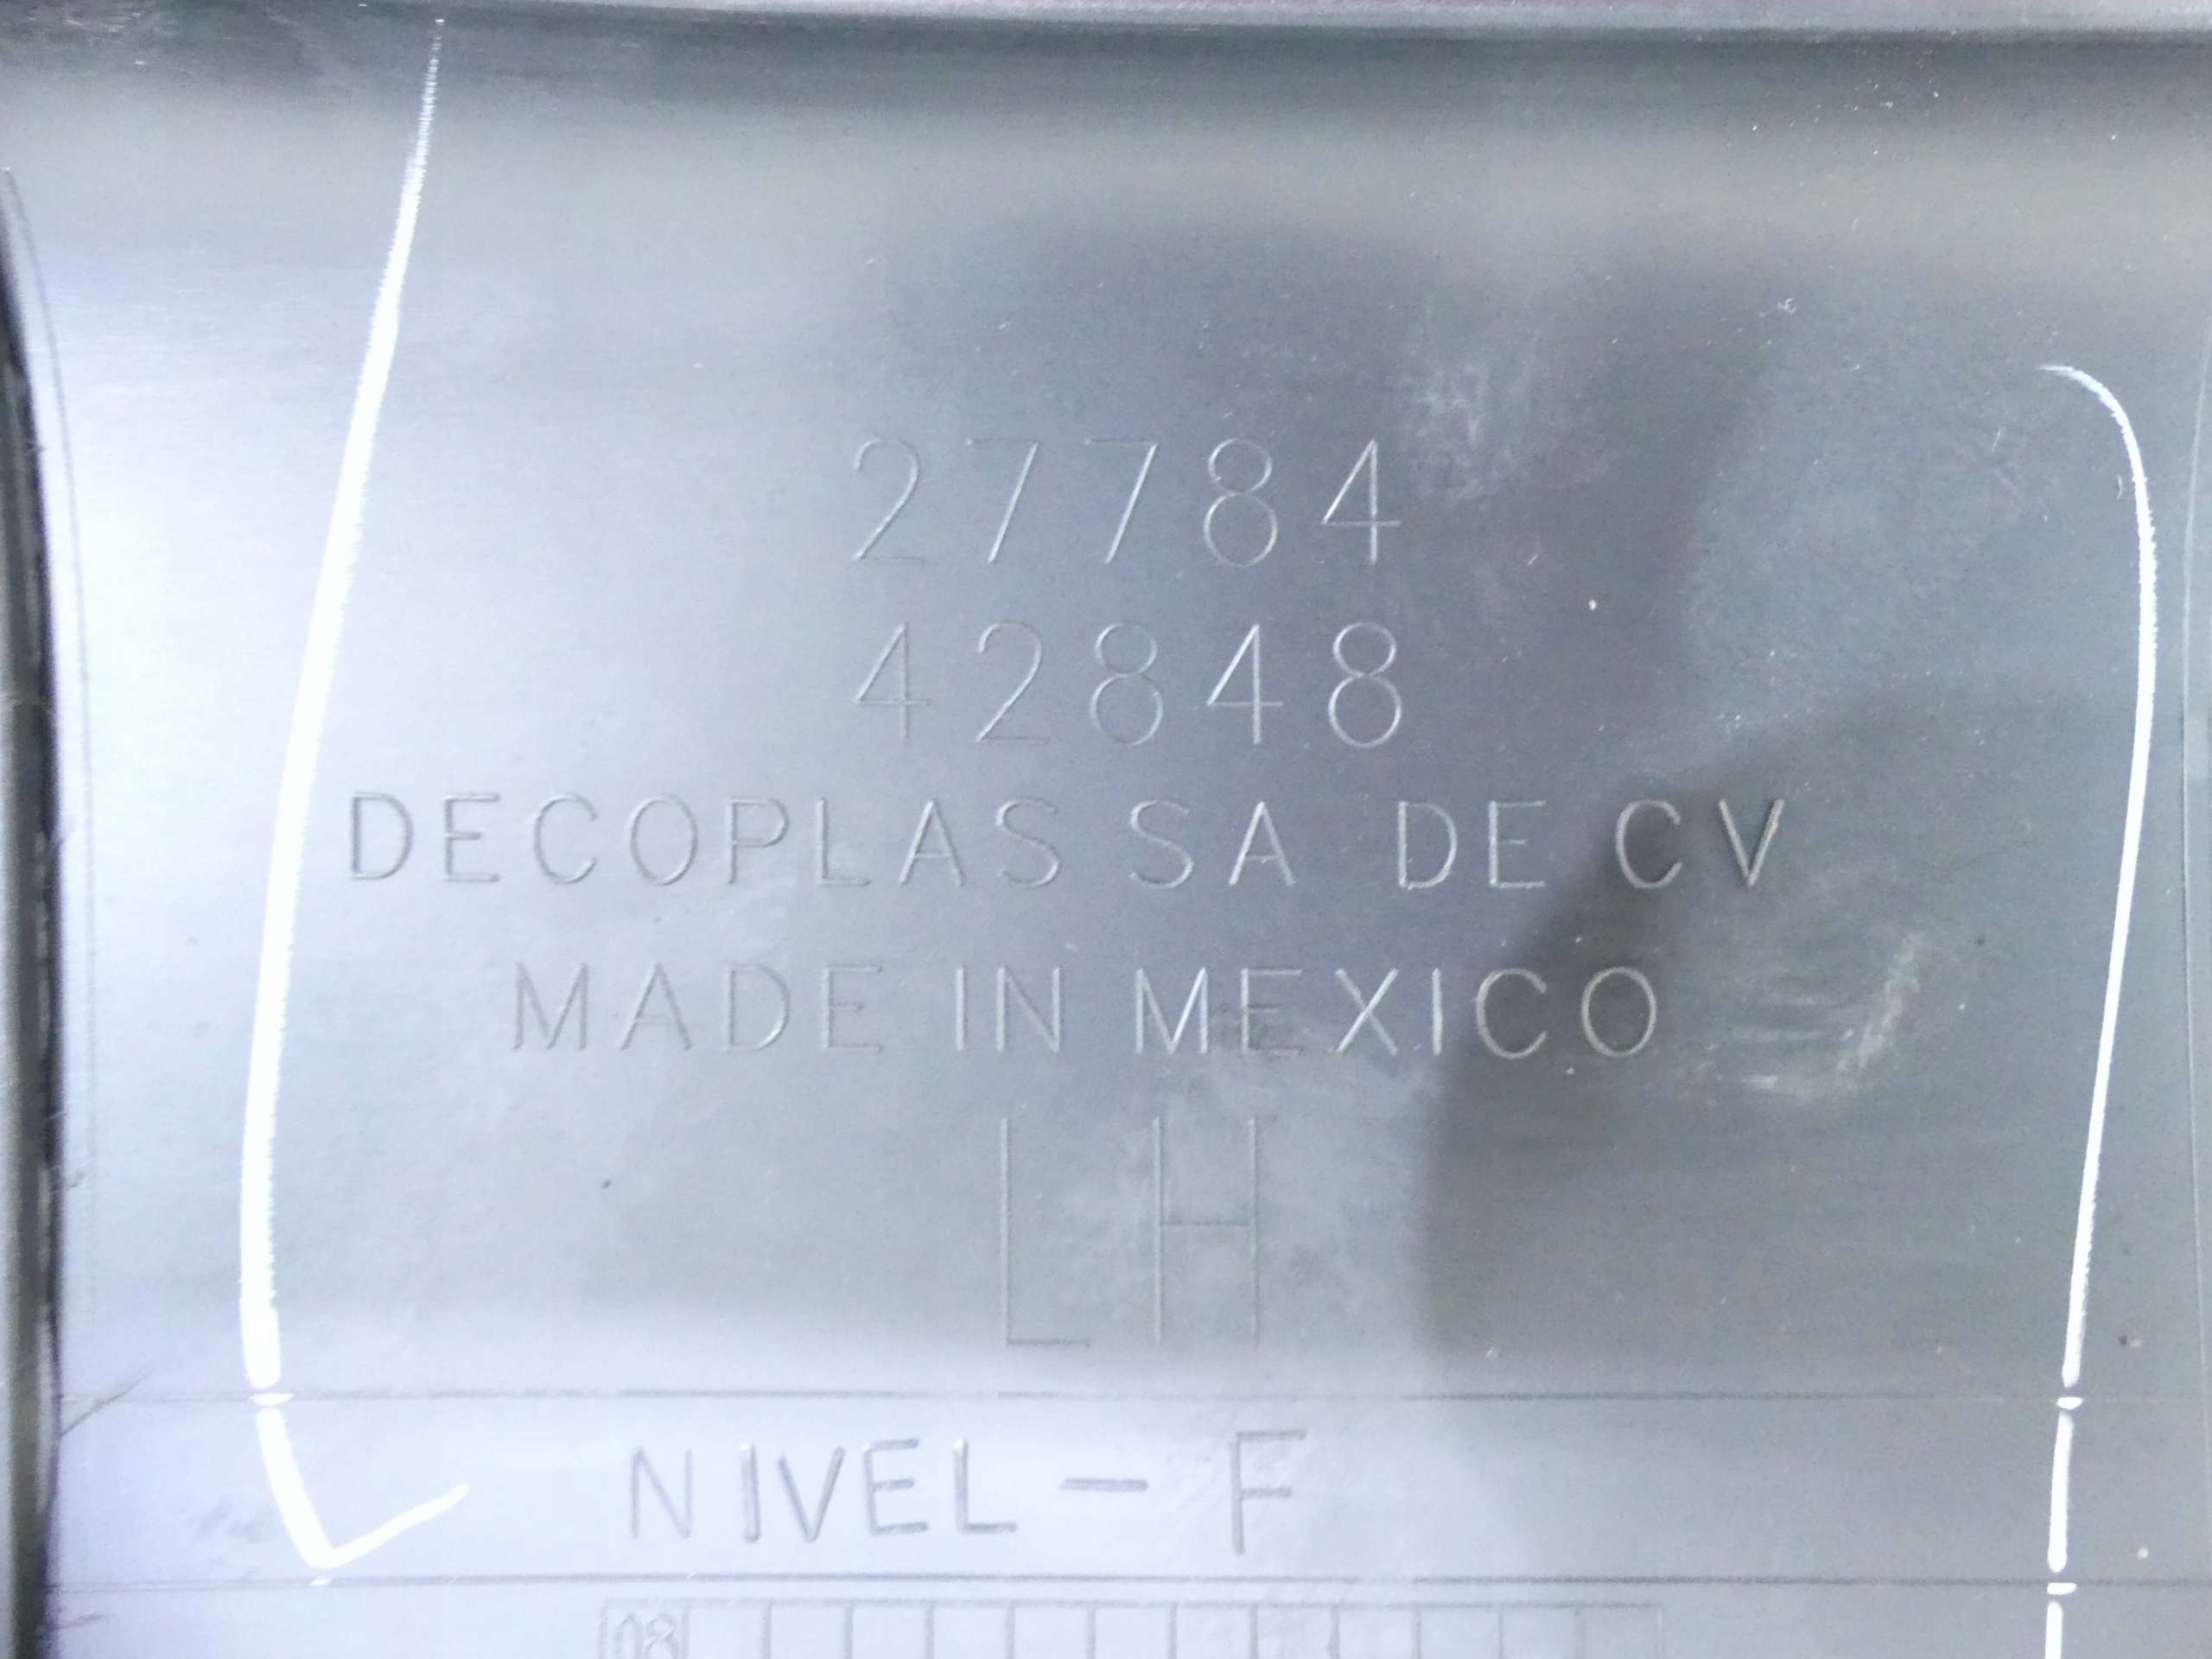 27784
42848
DECOPLAS SA DE CV
MADE IN MEXICO
LH
NIVEL - F
08